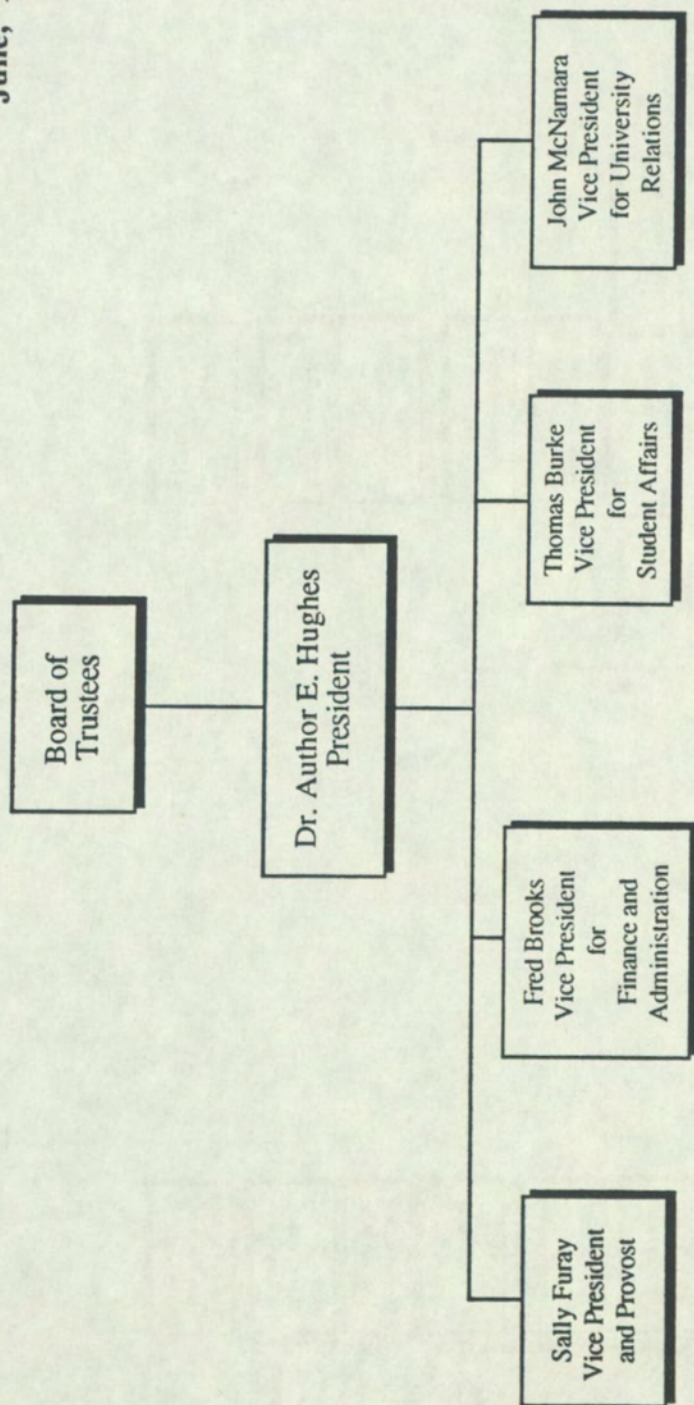 June,
Board of
Trustees
Dr. Author E. Hughes
President
Sally Furay
Vice President
and Provost
Fred Brooks
Vice President
for
Finance and
Administration
Thomas Burke
Vice President
for
Student Affairs
John McNamara
Vice President
for University
Relations